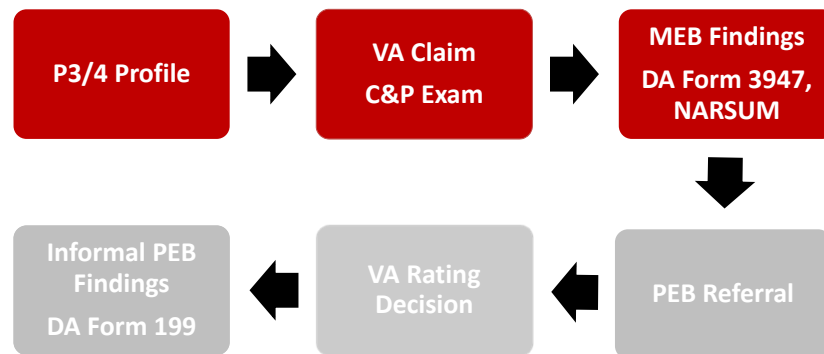 P3/4 Profile
VA Claim
C&P Exam
MEB Findings
DA Form 3947,
NARSUM
PEB Referral
VA Rating
Decision
Informal PEB
Findings
DA Form 199